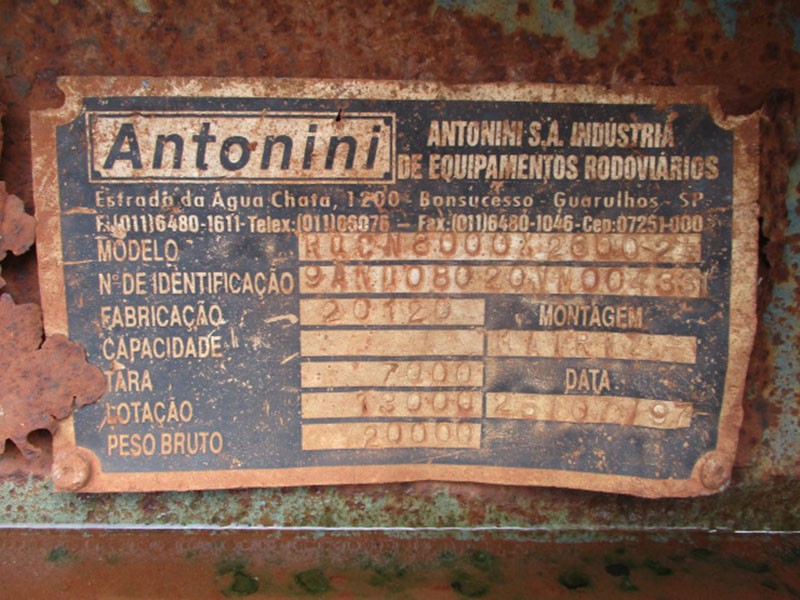 Antonini
ANTONINI S.A. INDÚSTRIA
DE EQUIPAMENTOS RODOVIÁRIOS
Estrada da Água Chata, 1200 - Bonsucesso - Guarulhos - SP
F.:(011)6480-1611-Telex:(011)66076 - Fax:(011)6480-1046-Cep:07251-000
MODELO
Nº DE IDENTIFICAÇÃO
FABRICAÇÃO 20120 MONTAGEM
CAPACIDADE
TARA 7000 DATA
LOTAÇÃO 13000
PESO BRUTO 20000